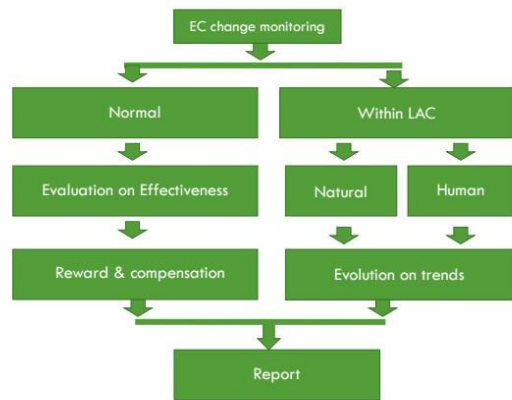 EC change monitoring
Normal
Within LAC
Evaluation on Effectiveness
Natural
Human
Reward & compensation
Evolution on trends
Report